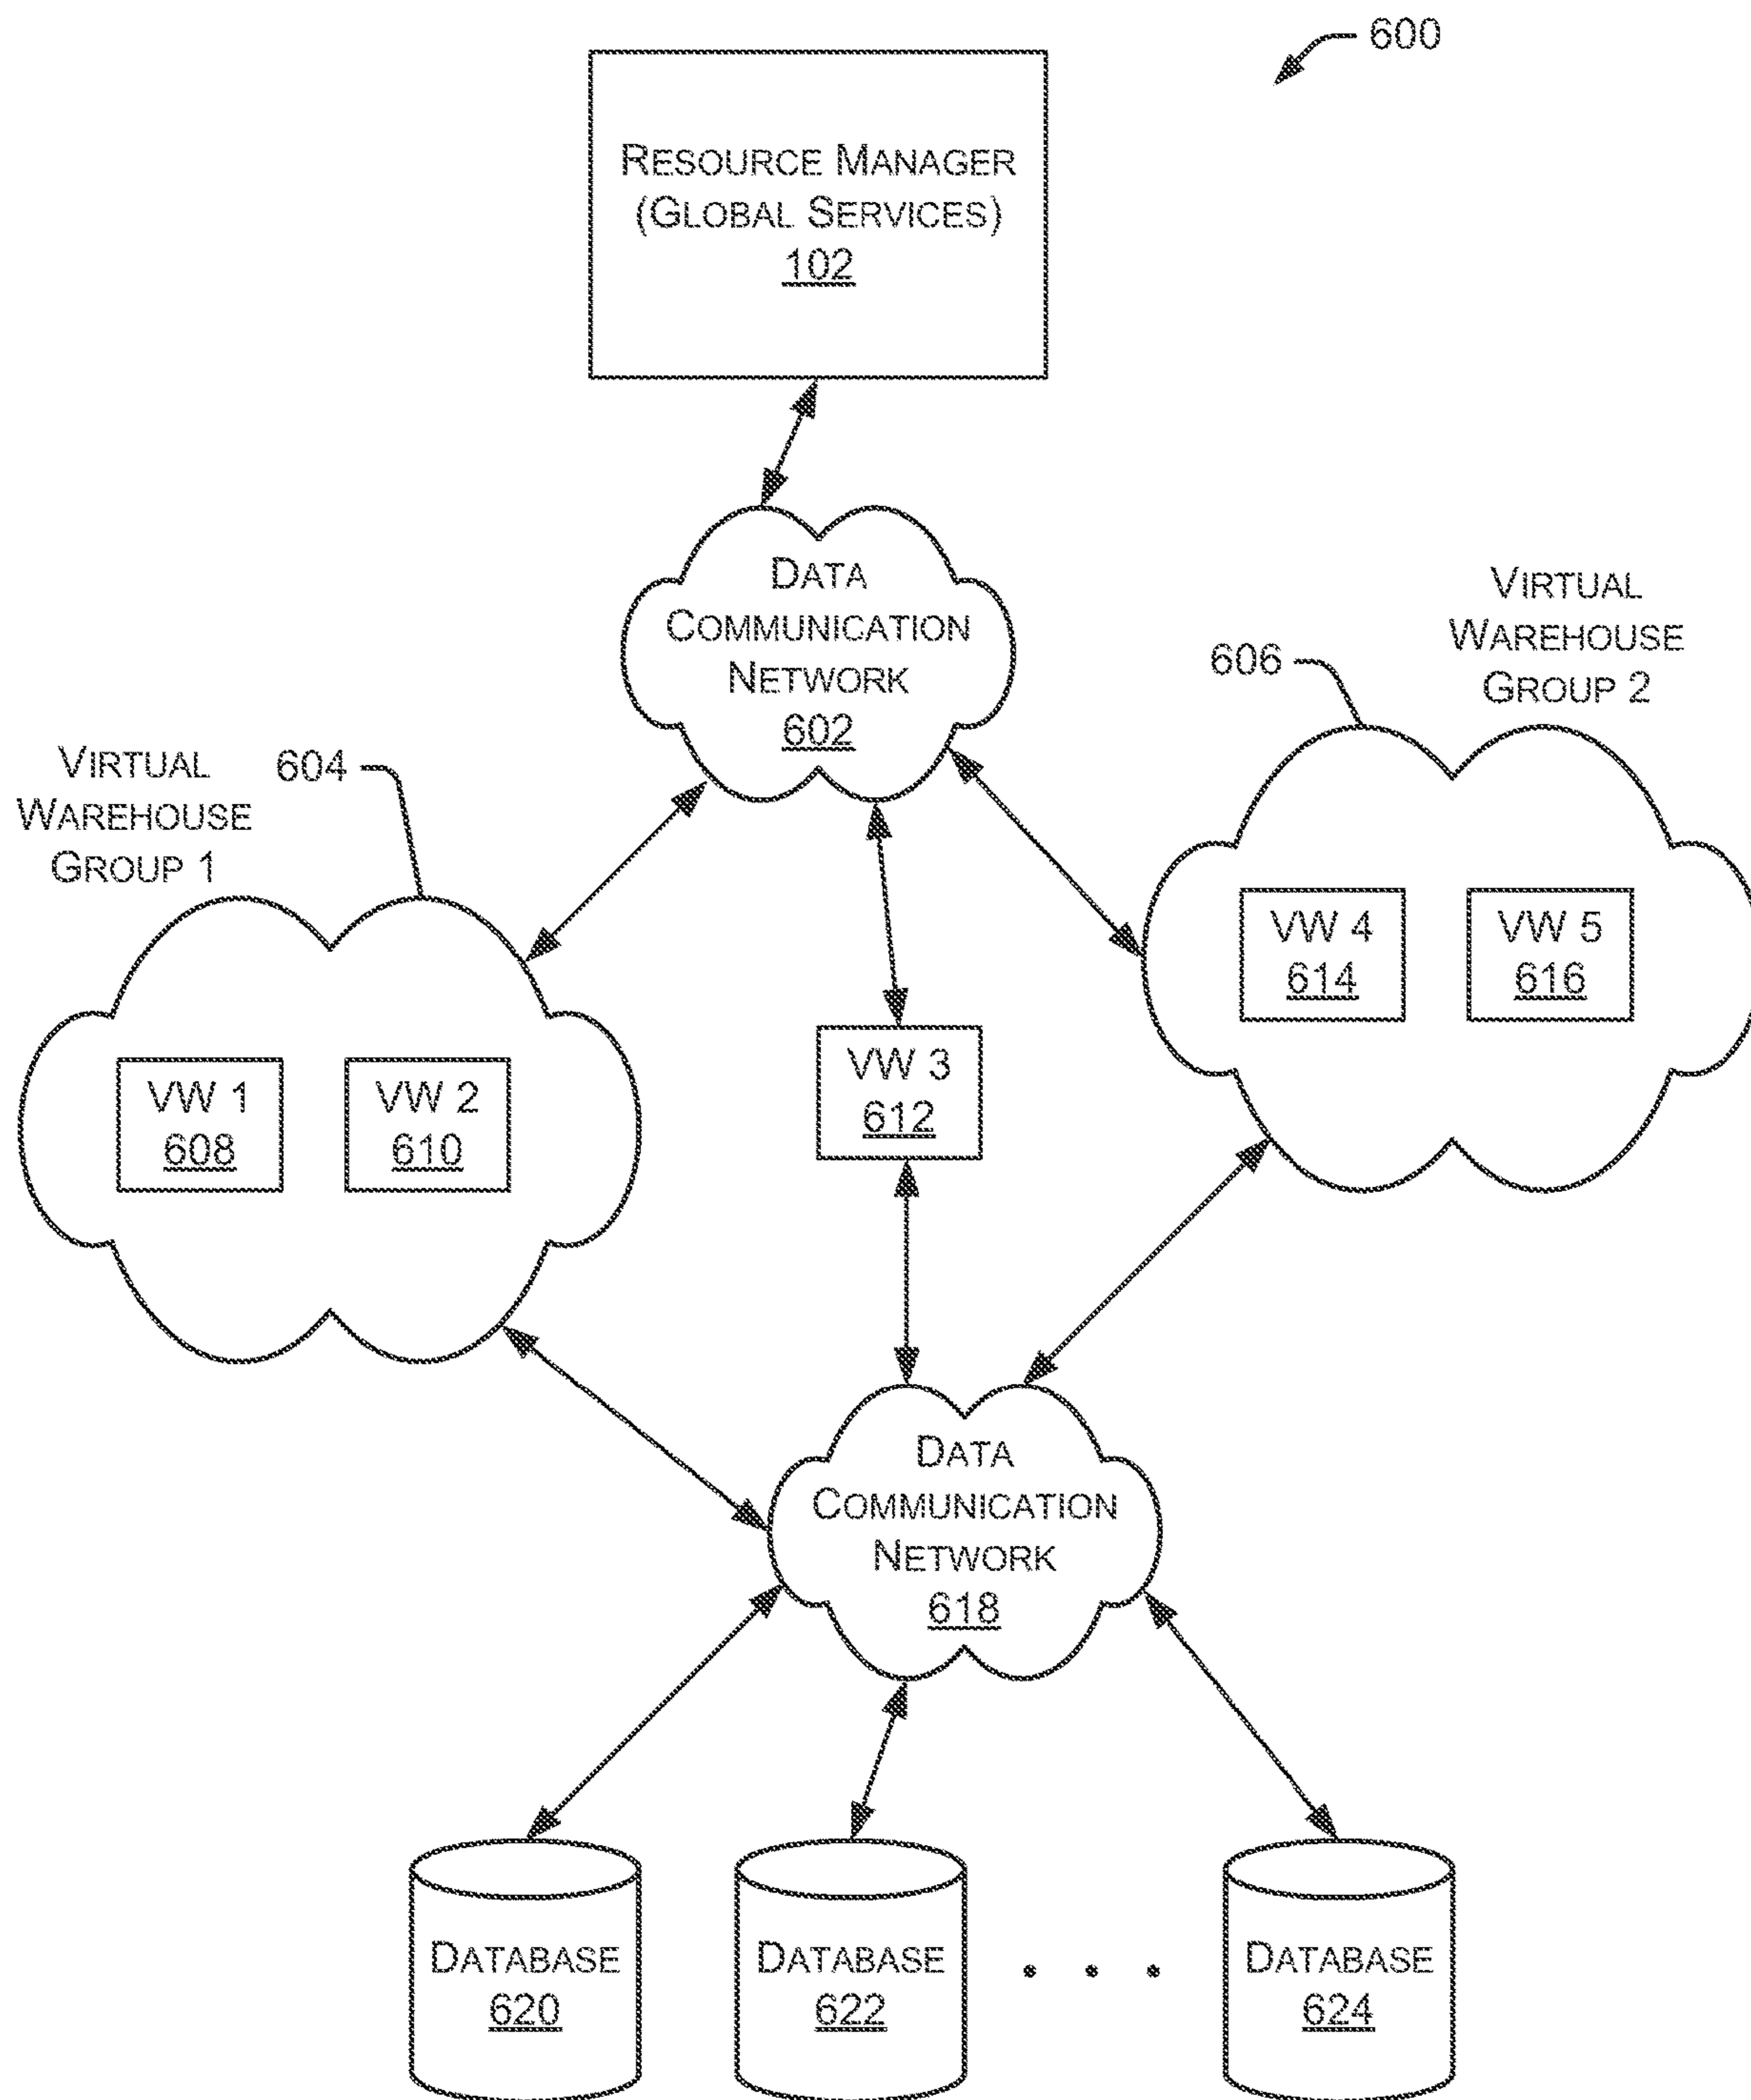 600
RESOURCE MANAGER
(GLOBAL SERVICES)
102
DATA
COMMUNICATION
NETWORK
602
VIRTUAL
WAREHOUSE
GROUP 2
606
VIRTUAL
WAREHOUSE
GROUP 1
604
VW 4
614
VW 5
616
VW 3
612
VW 1
608
VW 2
610
DATA
COMMUNICATION
NETWORK
618
DATABASE
620
DATABASE
622
. . .
DATABASE
624